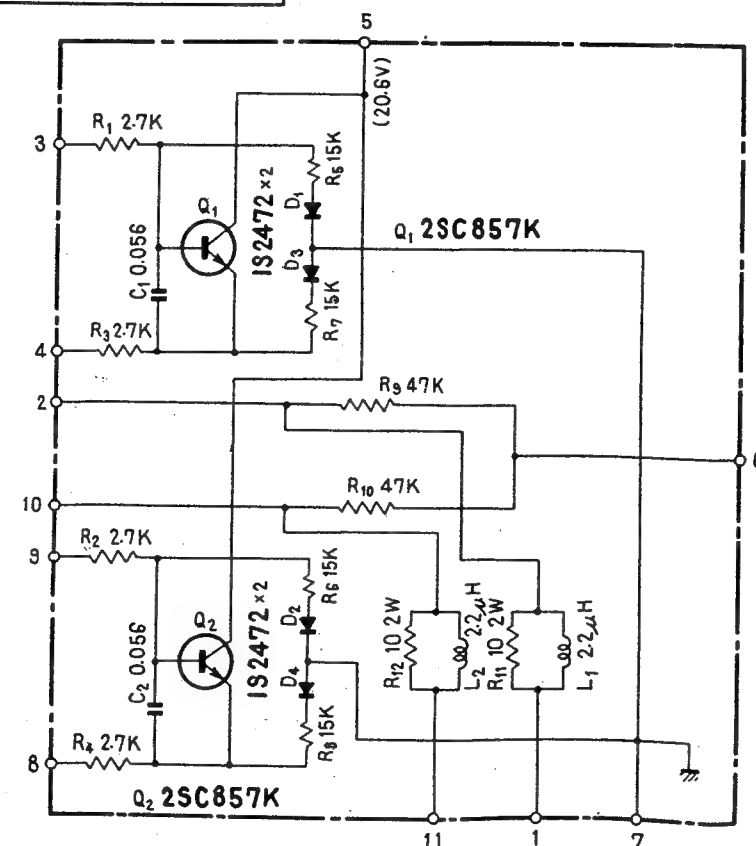 5
(20.6V)
R1 2.7K
3
R5 15K
D1
Q1
1S2472×2
Q1 2SC857K
D3
C1 0.056
R7 15K
R3 2.7K
4
2
R9 47K
10
R10 47K
9
R2 2.7K
R6 15K
D2
Q2
1S2472×2
R12 10 2W
L2 2.2μH
R11 10 2W
L1 2.2μH
C2 0.056
D4
R8 15K
R4 2.7K
8
Q2 2SC857K
11
1
7